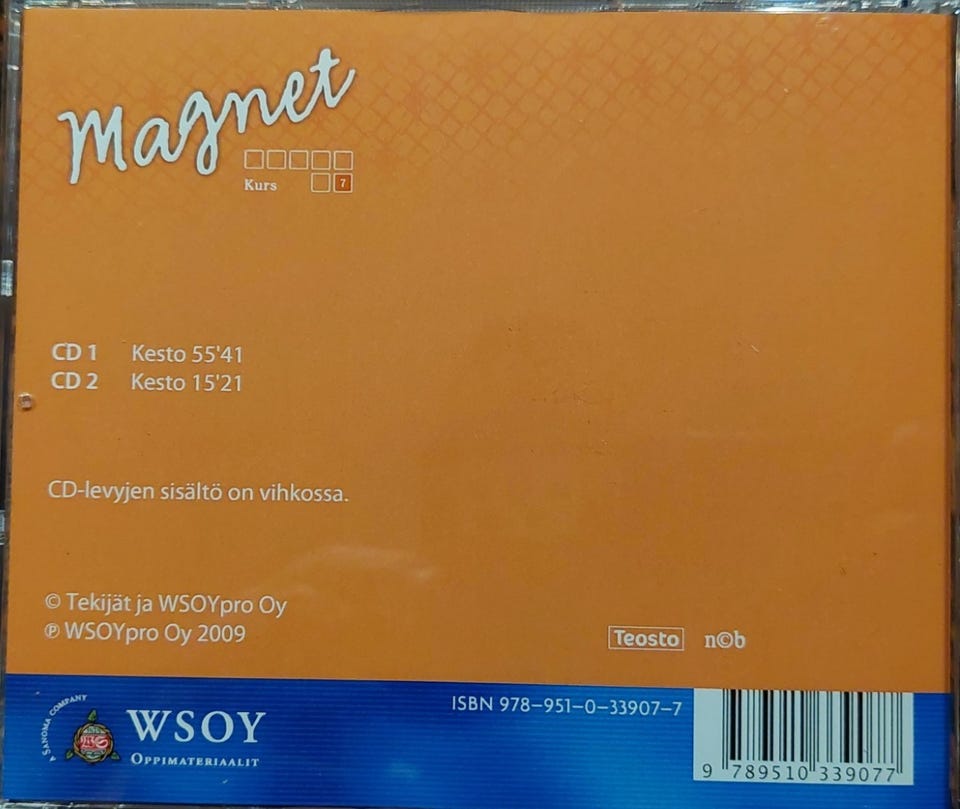 Magnet
Kurs 7
CD 1 Kesto 55'41
CD 2 Kesto 15'21
CD-levyjen sisältö on vihkossa.
© Tekijät ja WSOYpro Oy
℗ WSOYpro Oy 2009
Teosto n©b
ISBN 978–951–0–33907–7
A SANOMA COMPANY
WS
WSOY
OPPIMATERIAALIT
9 789510 339077